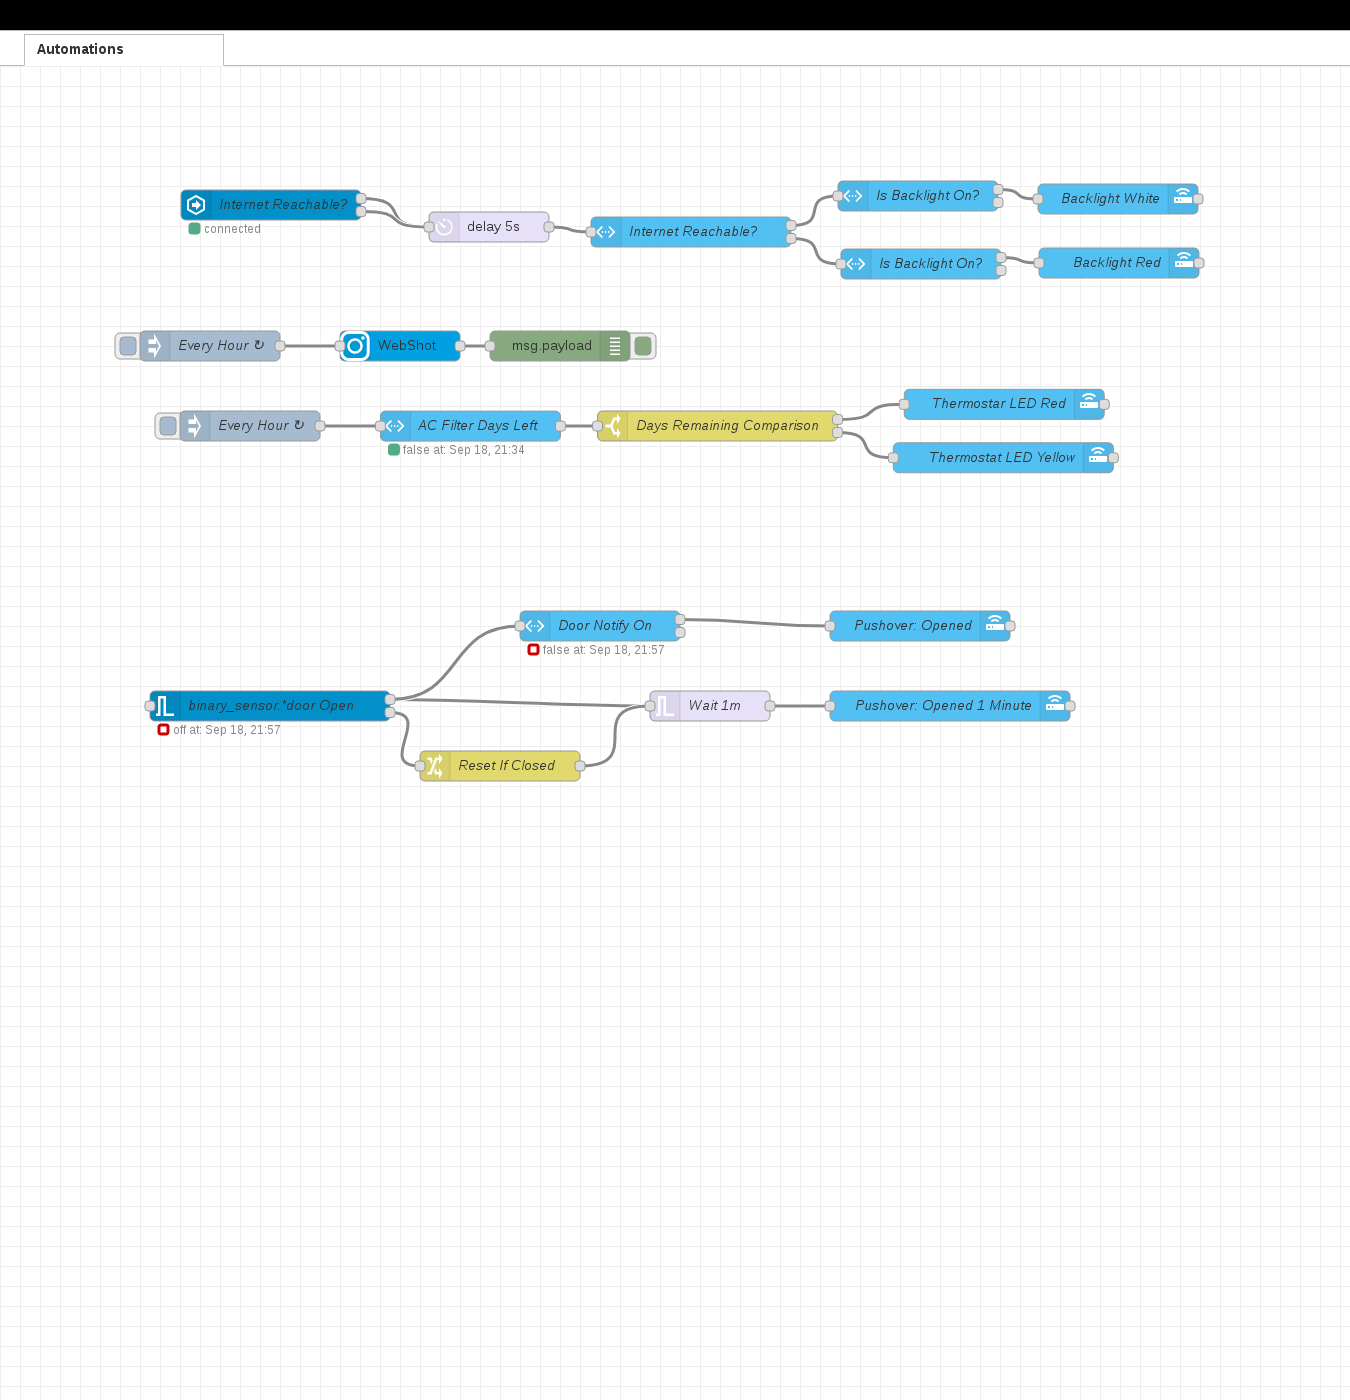 Automations
Internet Reachable?
connected
delay 5s
Internet Reachable?
Is Backlight On?
Backlight White
Is Backlight On?
Backlight Red
Every Hour ↻
WebShot
msg.payload
Every Hour ↻
AC Filter Days Left
false at: Sep 18, 21:34
Days Remaining Comparison
Thermostar LED Red
Thermostat LED Yellow
Door Notify On
false at: Sep 18, 21:57
Pushover: Opened
binary_sensor.*door Open
off at: Sep 18, 21:57
Wait 1m
Pushover: Opened 1 Minute
Reset If Closed